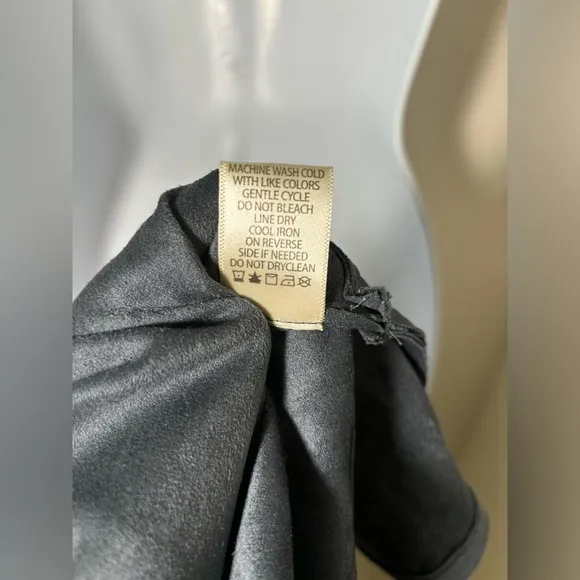 MACHINE WASH COLD
WITH LIKE COLORS
GENTLE CYCLE
DO NOT BLEACH
LINE DRY
COOL IRON
ON REVERSE
SIDE IF NEEDED
DO NOT DRYCLEAN